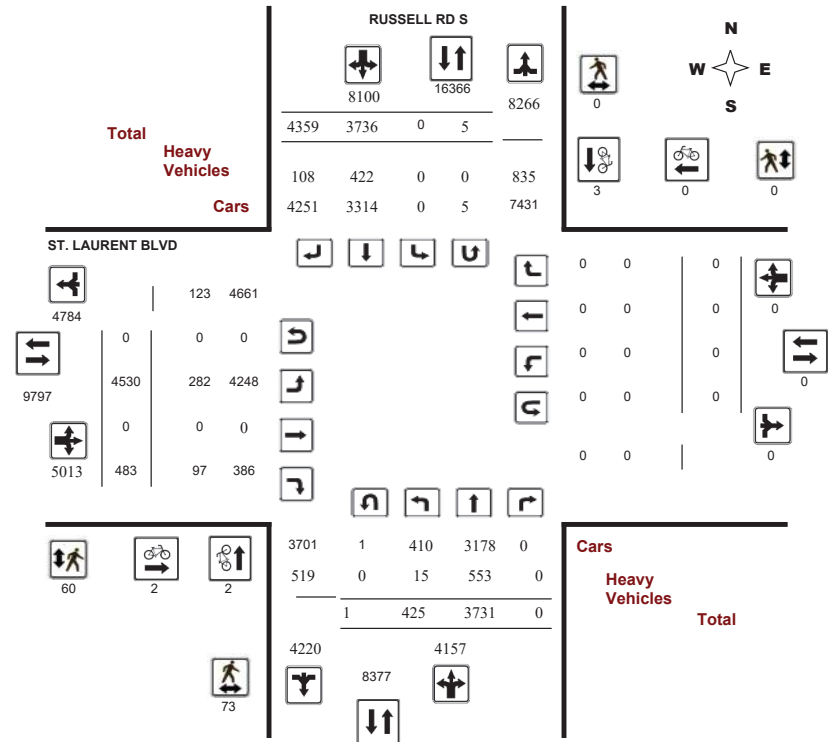 RUSSELL RD S
N
W E
S
8100
16366
8266
0
Total
4359 3736 0 5
Heavy
Vehicles
108 422 0 0 835
Cars
4251 3314 0 5 7431
3 0 0
ST. LAURENT BLVD
4784
123 4661
0 0 0
0 0 0
0
9797
0 0 0
4530 282 4248
0 0 0
0 0 0
0
0 0 0
5013
483 97 386
0 0 0
3701 1 410 3178 0
Cars
519 0 15 553 0
Heavy
Vehicles
1 425 3731 0
Total
60 2 2
4220 4157
8377
73